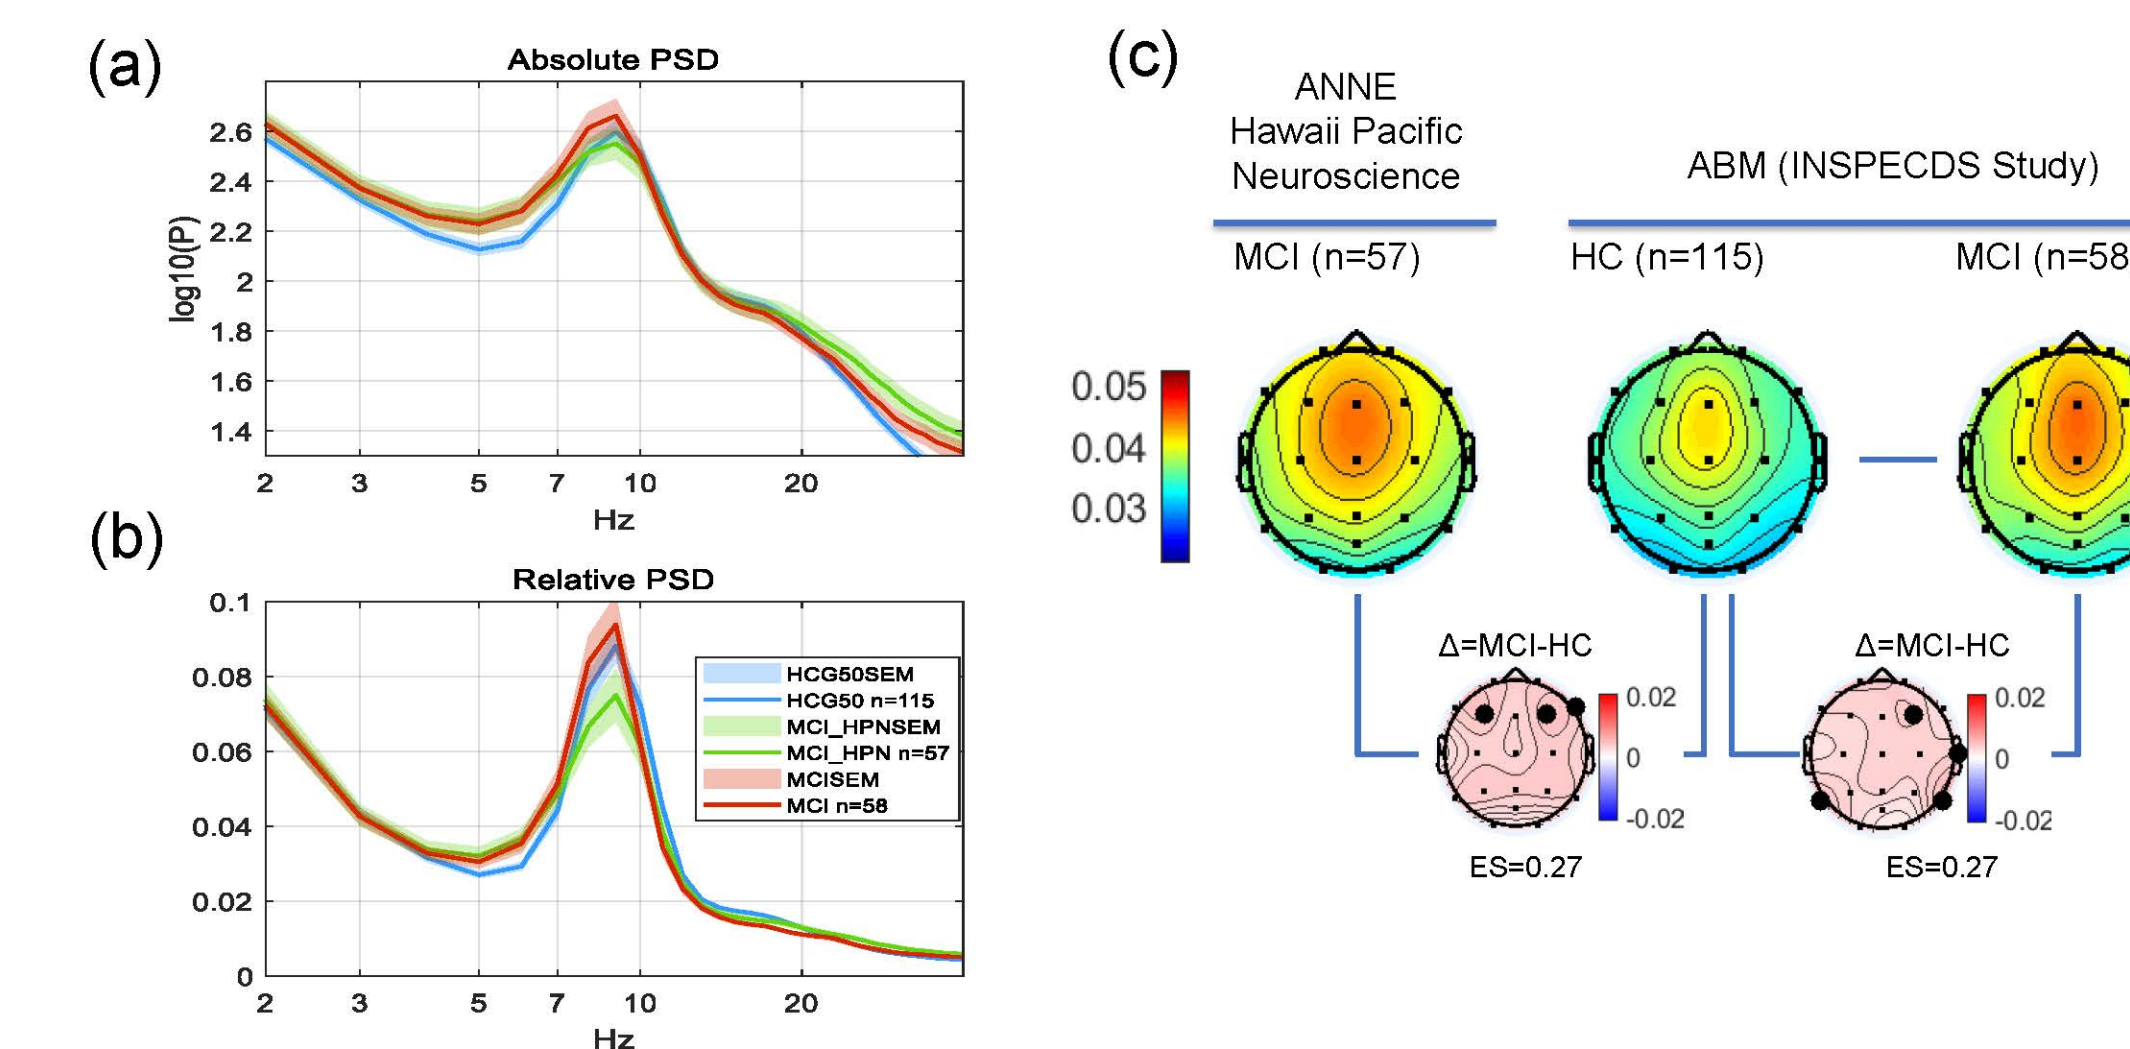 (a)
Absolute PSD
log10(P)
2.6
2.4
2.2
2
1.8
1.6
1.4
2 3 5 7 10 20
Hz
(b)
Relative PSD
0.1
0.08
0.06
0.04
0.02
0
HCG50SEM
HCG50 n=115
MCI_HPNSEM
MCI_HPN n=57
MCISEM
MCI n=58
2 3 5 7 10 20
Hz
(c)
ANNE
Hawaii Pacific
Neuroscience
ABM (INSPECDS Study)
MCI (n=57)
HC (n=115)
MCI (n=58
0.05
0.04
0.03
Δ=MCI-HC
0.02
0
-0.02
ES=0.27
Δ=MCI-HC
0.02
0
-0.02
ES=0.27